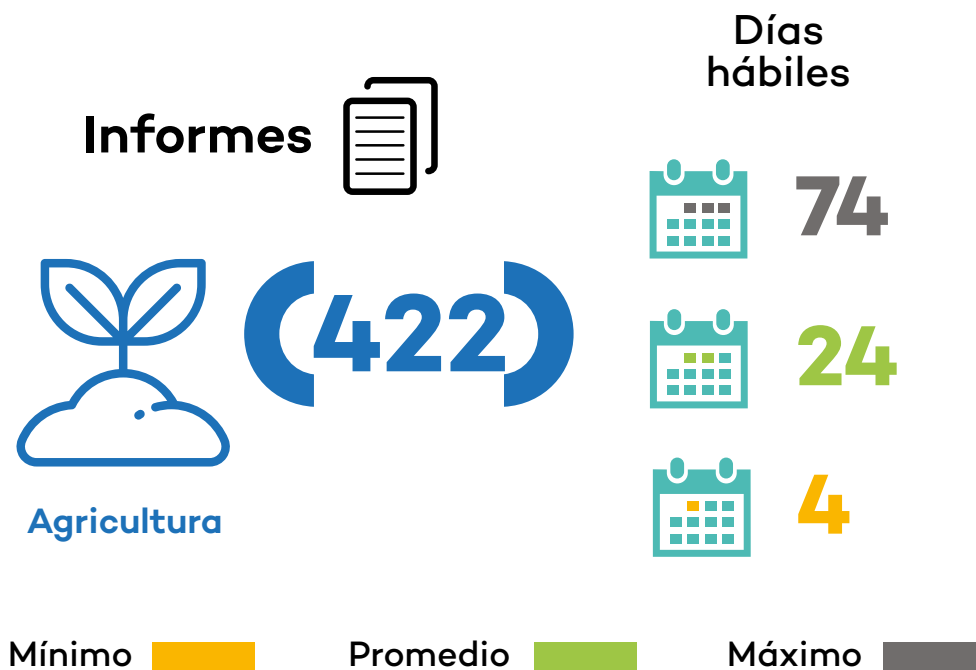 Días
hábiles
Informes
74
(422)
24
4
Agricultura
Mínimo
Promedio
Máximo